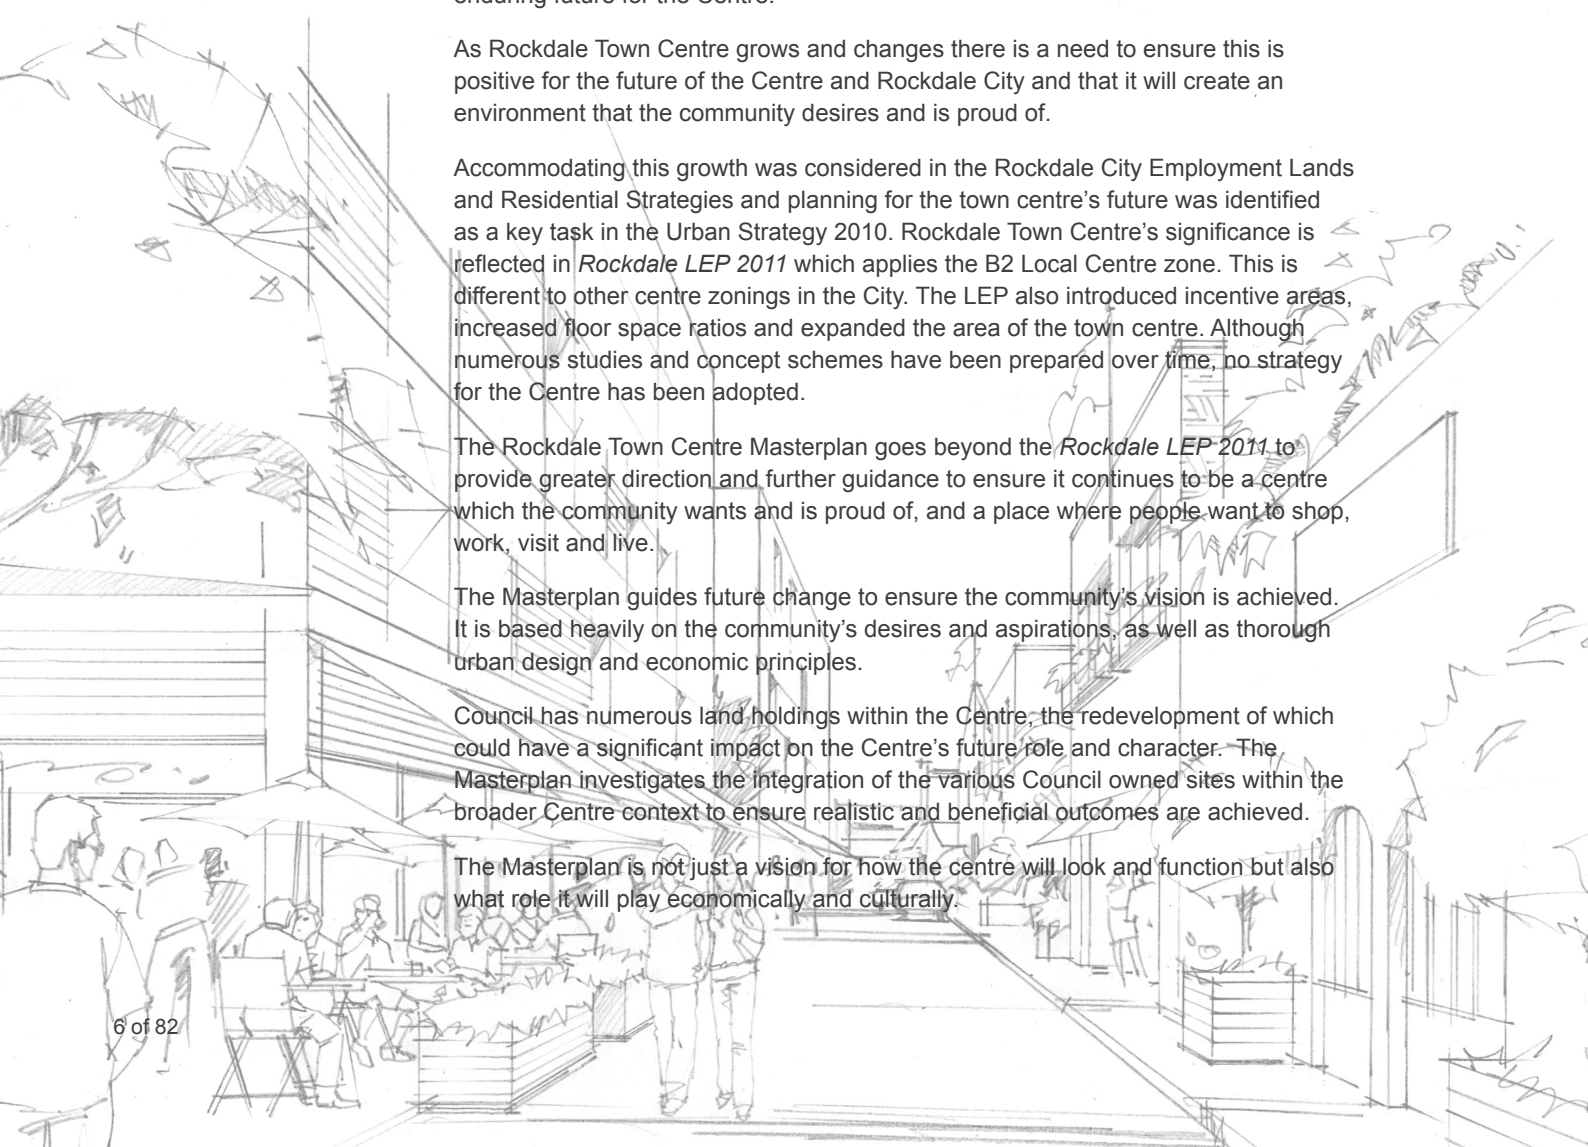 enduring future for the Centre.
As Rockdale Town Centre grows and changes there is a need to ensure this is
positive for the future of the Centre and Rockdale City and that it will create an
environment that the community desires and is proud of.
Accommodating this growth was considered in the Rockdale City Employment Lands
and Residential Strategies and planning for the town centre's future was identified
as a key task in the Urban Strategy 2010. Rockdale Town Centre's significance is
reflected in Rockdale LEP 2011 which applies the B2 Local Centre zone. This is
different to other centre zonings in the City. The LEP also introduced incentive areas,
increased floor space ratios and expanded the area of the town centre. Although
numerous studies and concept schemes have been prepared over time, no strategy
for the Centre has been adopted.
The Rockdale Town Centre Masterplan goes beyond the Rockdale LEP 2011 to
provide greater direction and further guidance to ensure it continues to be a centre
which the community wants and is proud of, and a place where people want to shop,
work, visit and live.
The Masterplan guides future change to ensure the community's vision is achieved.
It is based heavily on the community's desires and aspirations, as well as thorough
urban design and economic principles.
Council has numerous land holdings within the Centre, the redevelopment of which
could have a significant impact on the Centre's future role and character. The
Masterplan investigates the integration of the various Council owned sites within the
broader Centre context to ensure realistic and beneficial outcomes are achieved.
The Masterplan is not just a vision for how the centre will look and function but also
what role it will play economically and culturally.
6 of 82